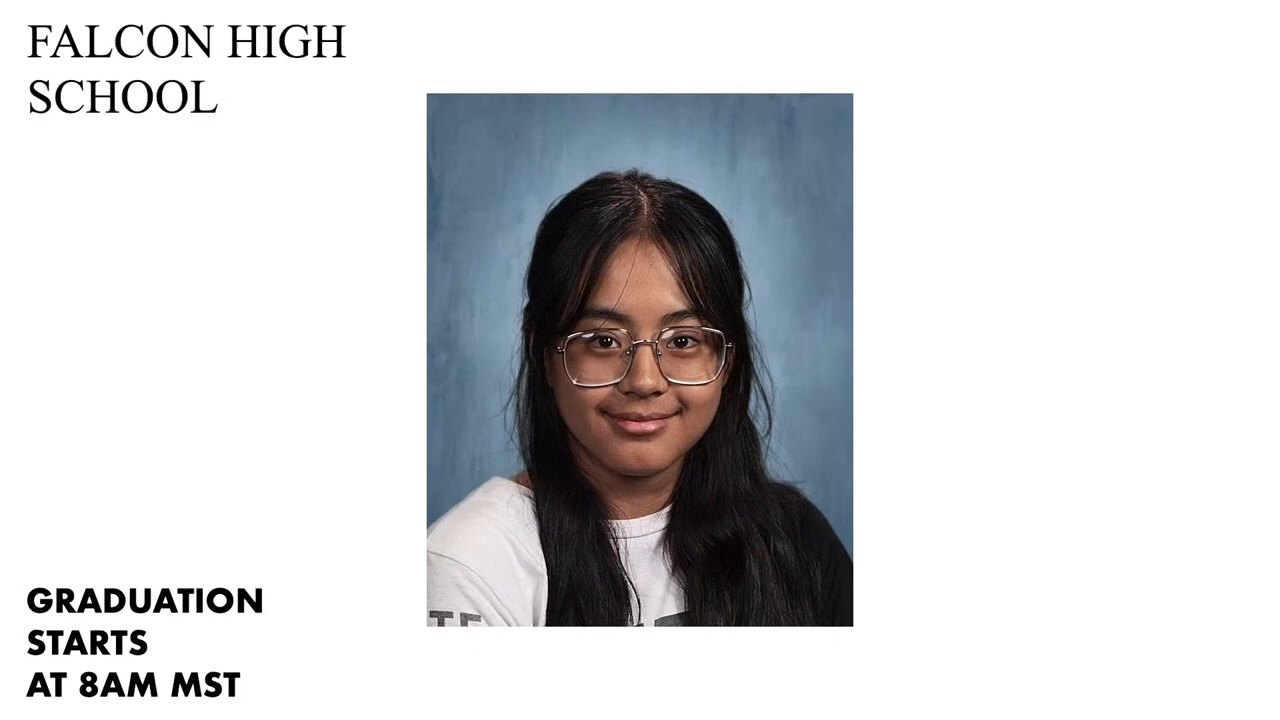 FALCON HIGH
SCHOOL
GRADUATION
STARTS
AT 8AM MST